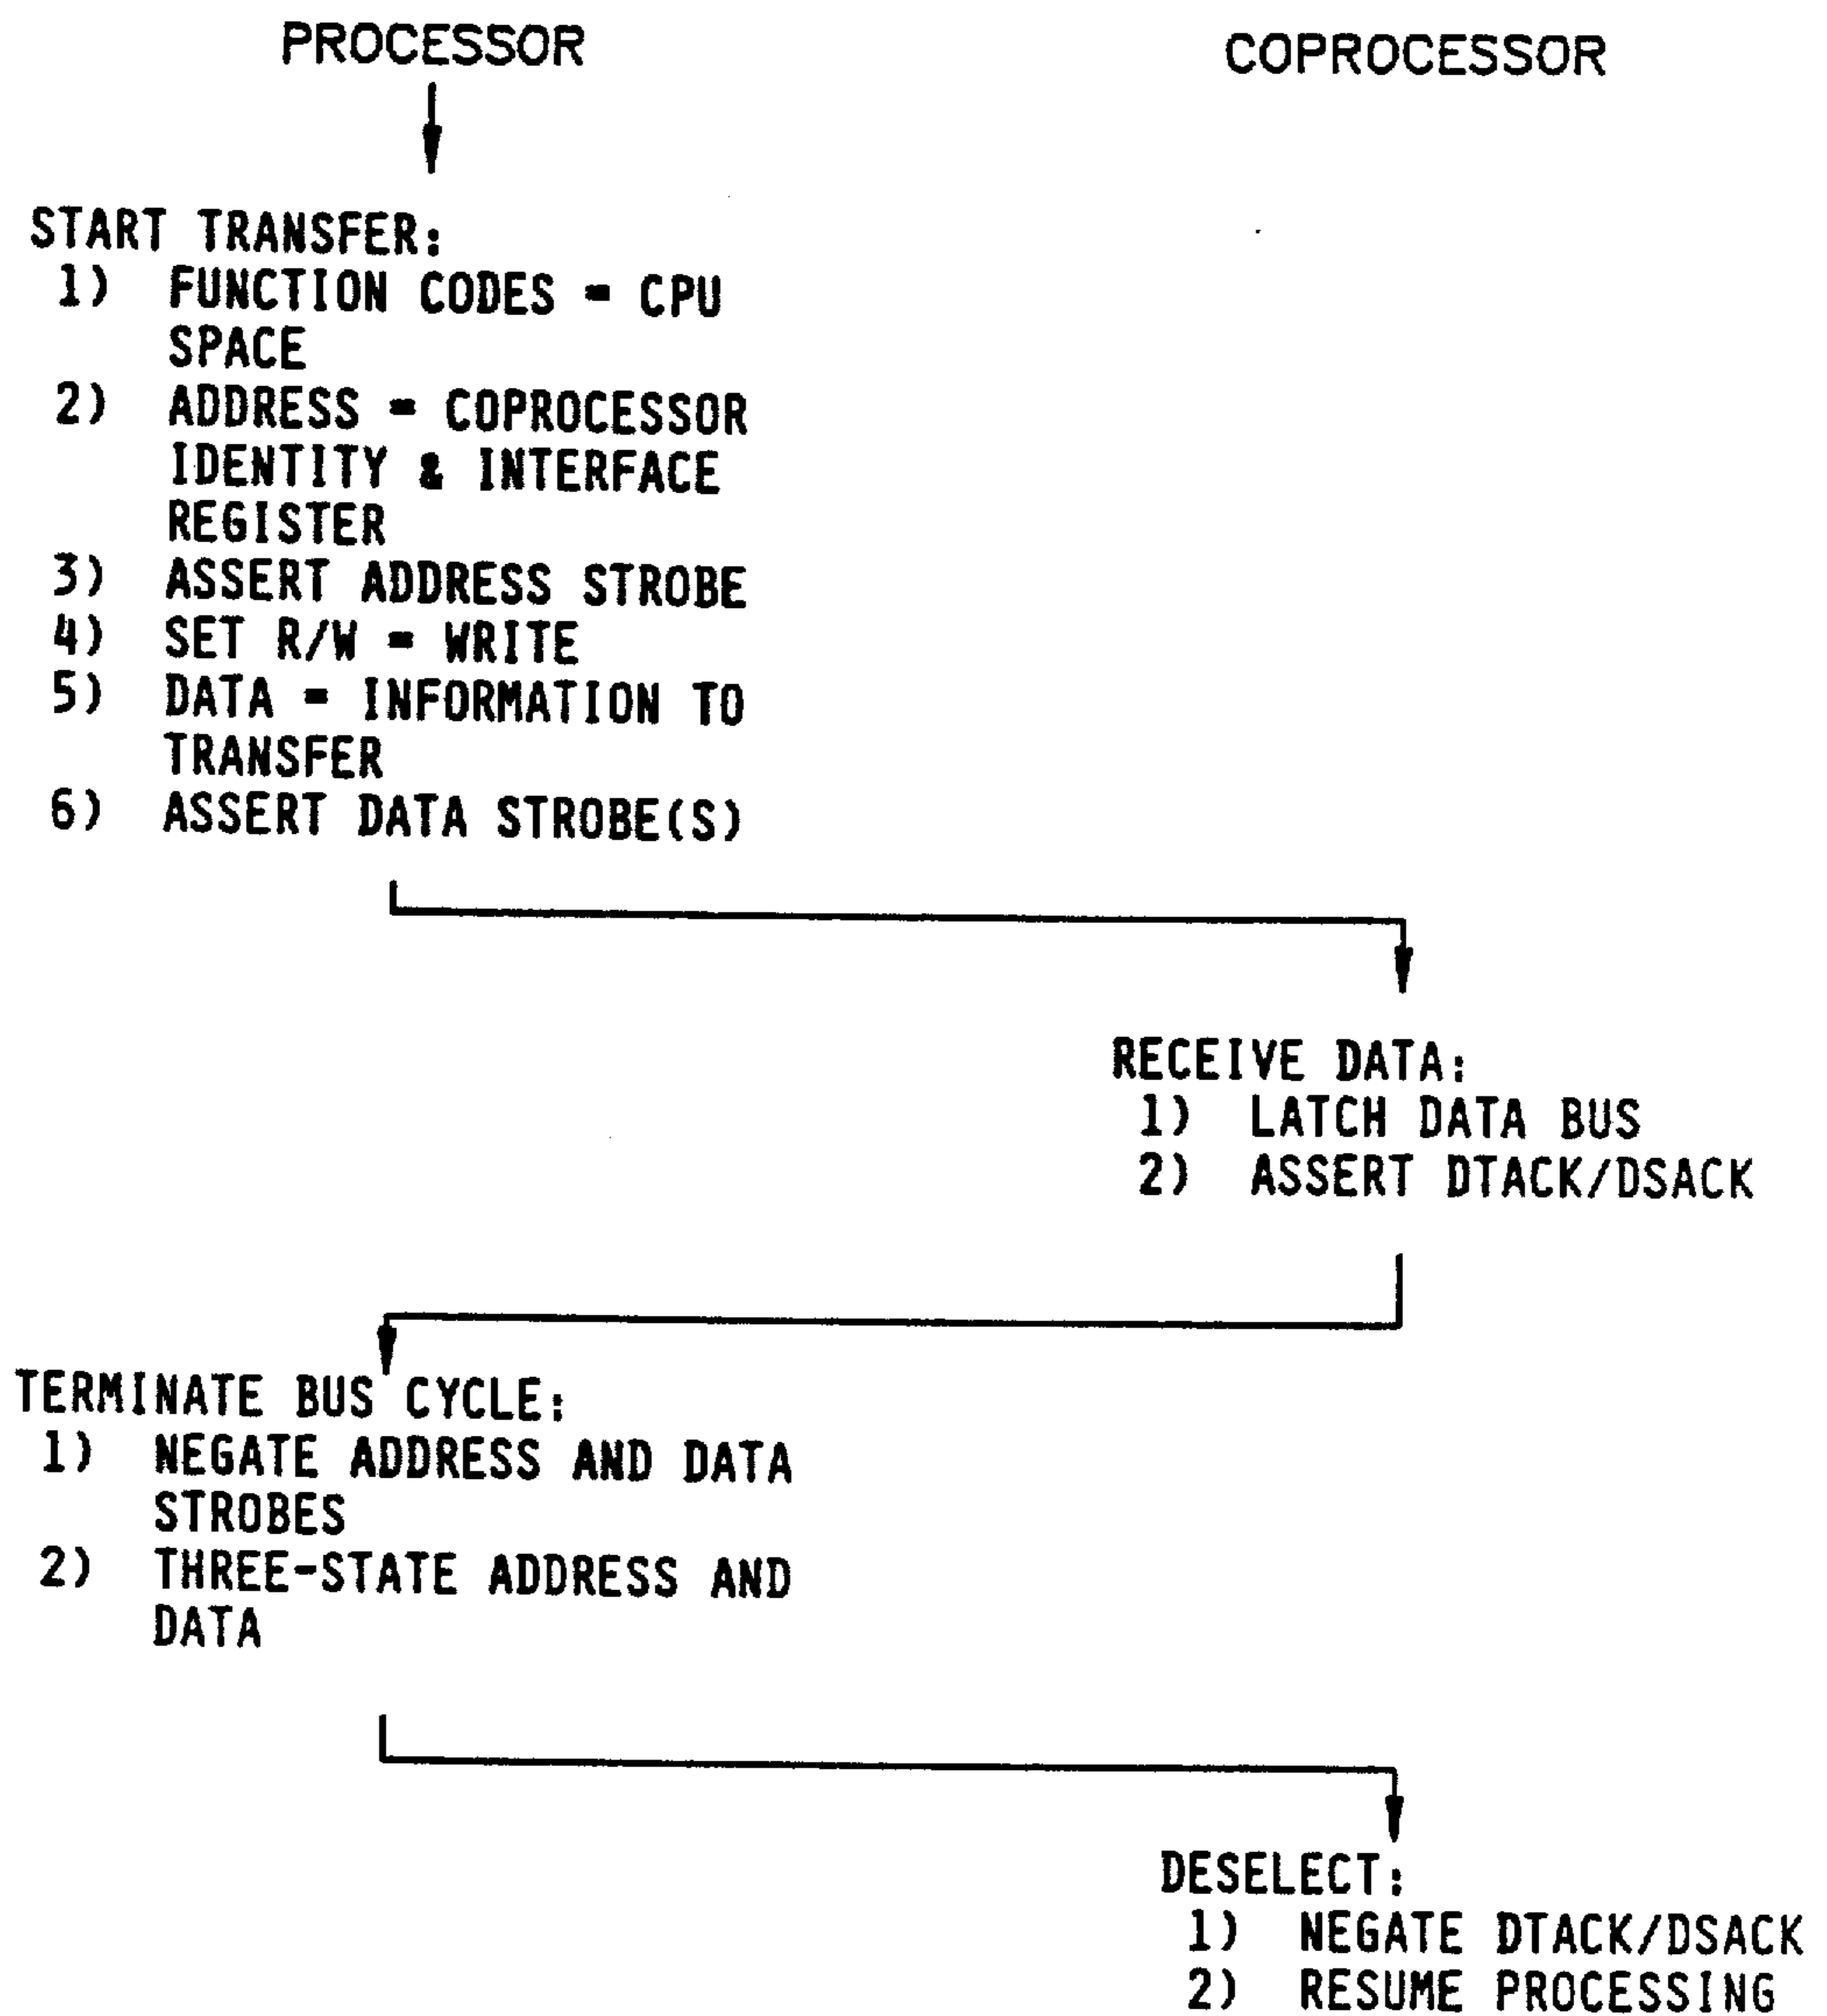 PROCESSOR
COPROCESSOR
START TRANSFER:
1) FUNCTION CODES = CPU
SPACE
2) ADDRESS = COPROCESSOR
IDENTITY & INTERFACE
REGISTER
3) ASSERT ADDRESS STROBE
4) SET R/W = WRITE
5) DATA = INFORMATION TO
TRANSFER
6) ASSERT DATA STROBE(S)
RECEIVE DATA:
1) LATCH DATA BUS
2) ASSERT DTACK/DSACK
TERMINATE BUS CYCLE:
1) NEGATE ADDRESS AND DATA
STROBES
2) THREE-STATE ADDRESS AND
DATA
DESELECT:
1) NEGATE DTACK/DSACK
2) RESUME PROCESSING